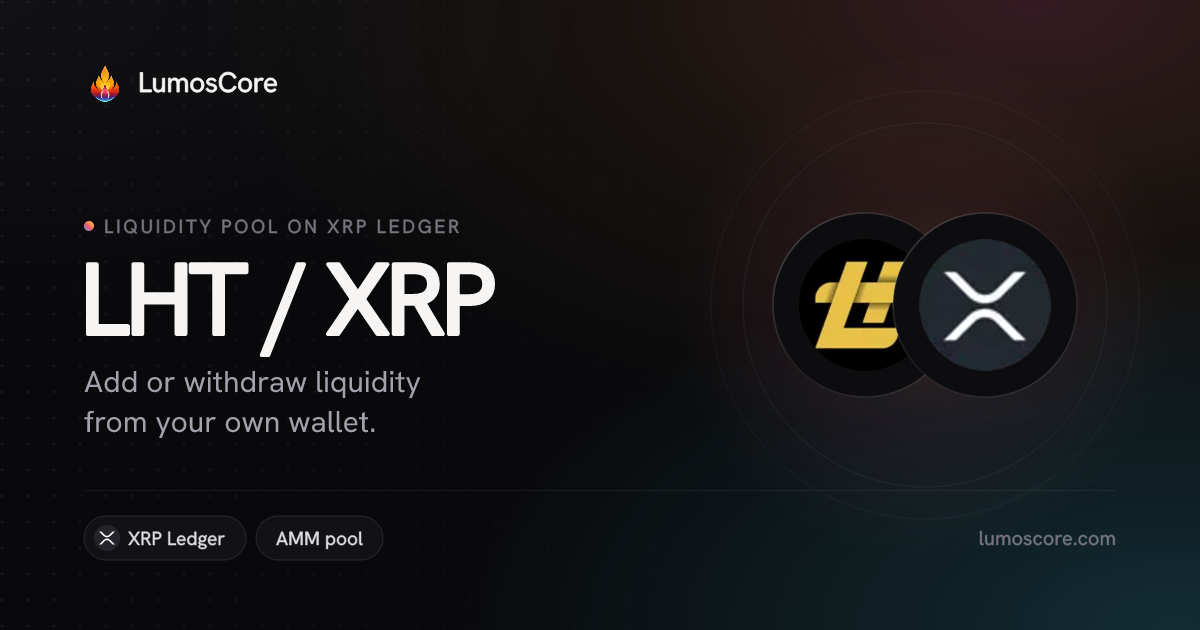 LumosCore
LIQUIDITY POOL ON XRP LEDGER
LHT / XRP
Add or withdraw liquidity
from your own wallet.
XRP Ledger
AMM pool
lumoscore.com